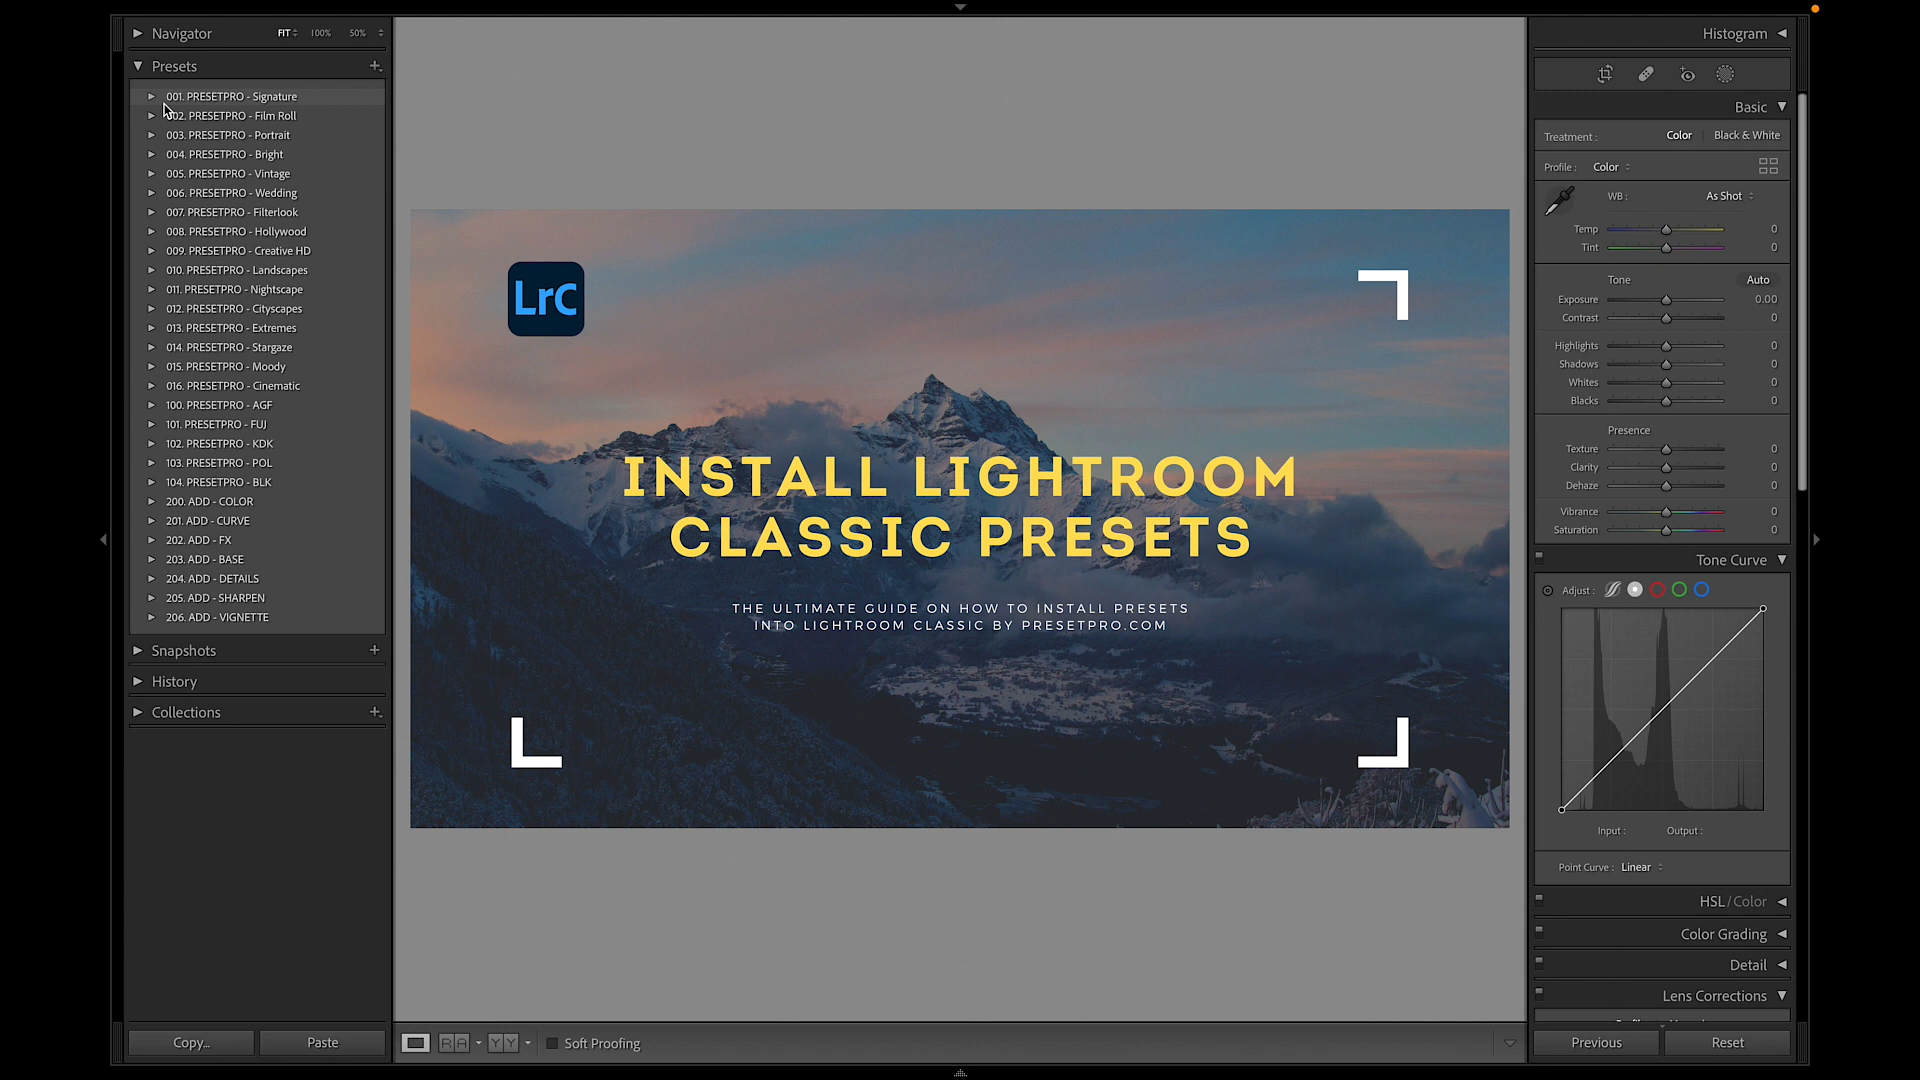 Navigator
FIT 100% 50%
Presets
001. PRESETPRO - Signature
02. PRESETPRO - Film Roll
003. PRESETPRO - Portrait
004. PRESETPRO - Bright
005. PRESETPRO - Vintage
006. PRESETPRO - Wedding
007. PRESETPRO - Filterlook
008. PRESETPRO - Hollywood
009. PRESETPRO - Creative HD
010. PRESETPRO - Landscapes
011. PRESETPRO - Nightscape
012. PRESETPRO - Cityscapes
013. PRESETPRO - Extremes
014. PRESETPRO - Stargaze
015. PRESETPRO - Moody
016. PRESETPRO - Cinematic
100. PRESETPRO - AGF
101. PRESETPRO - FUJ
102. PRESETPRO - KDK
103. PRESETPRO - POL
104. PRESETPRO - BLK
200. ADD - COLOR
201. ADD - CURVE
202. ADD - FX
203. ADD - BASE
204. ADD - DETAILS
205. ADD - SHARPEN
206. ADD - VIGNETTE
Snapshots
History
Collections
Copy...
Paste
LrC
INSTALL LIGHTROOM
CLASSIC PRESETS
THE ULTIMATE GUIDE ON HOW TO INSTALL PRESETS
INTO LIGHTROOM CLASSIC BY PRESETPRO.COM
R A
Y Y
Soft Proofing
Histogram
Basic
Treatment : Color Black & White
Profile : Color
WB : As Shot
Temp 0
Tint 0
Tone Auto
Exposure 0.00
Contrast 0
Highlights 0
Shadows 0
Whites 0
Blacks 0
Presence
Texture 0
Clarity 0
Dehaze 0
Vibrance 0
Saturation 0
Tone Curve
Adjust :
Input : Output :
Point Curve : Linear
HSL / Color
Color Grading
Detail
Lens Corrections
Previous
Reset